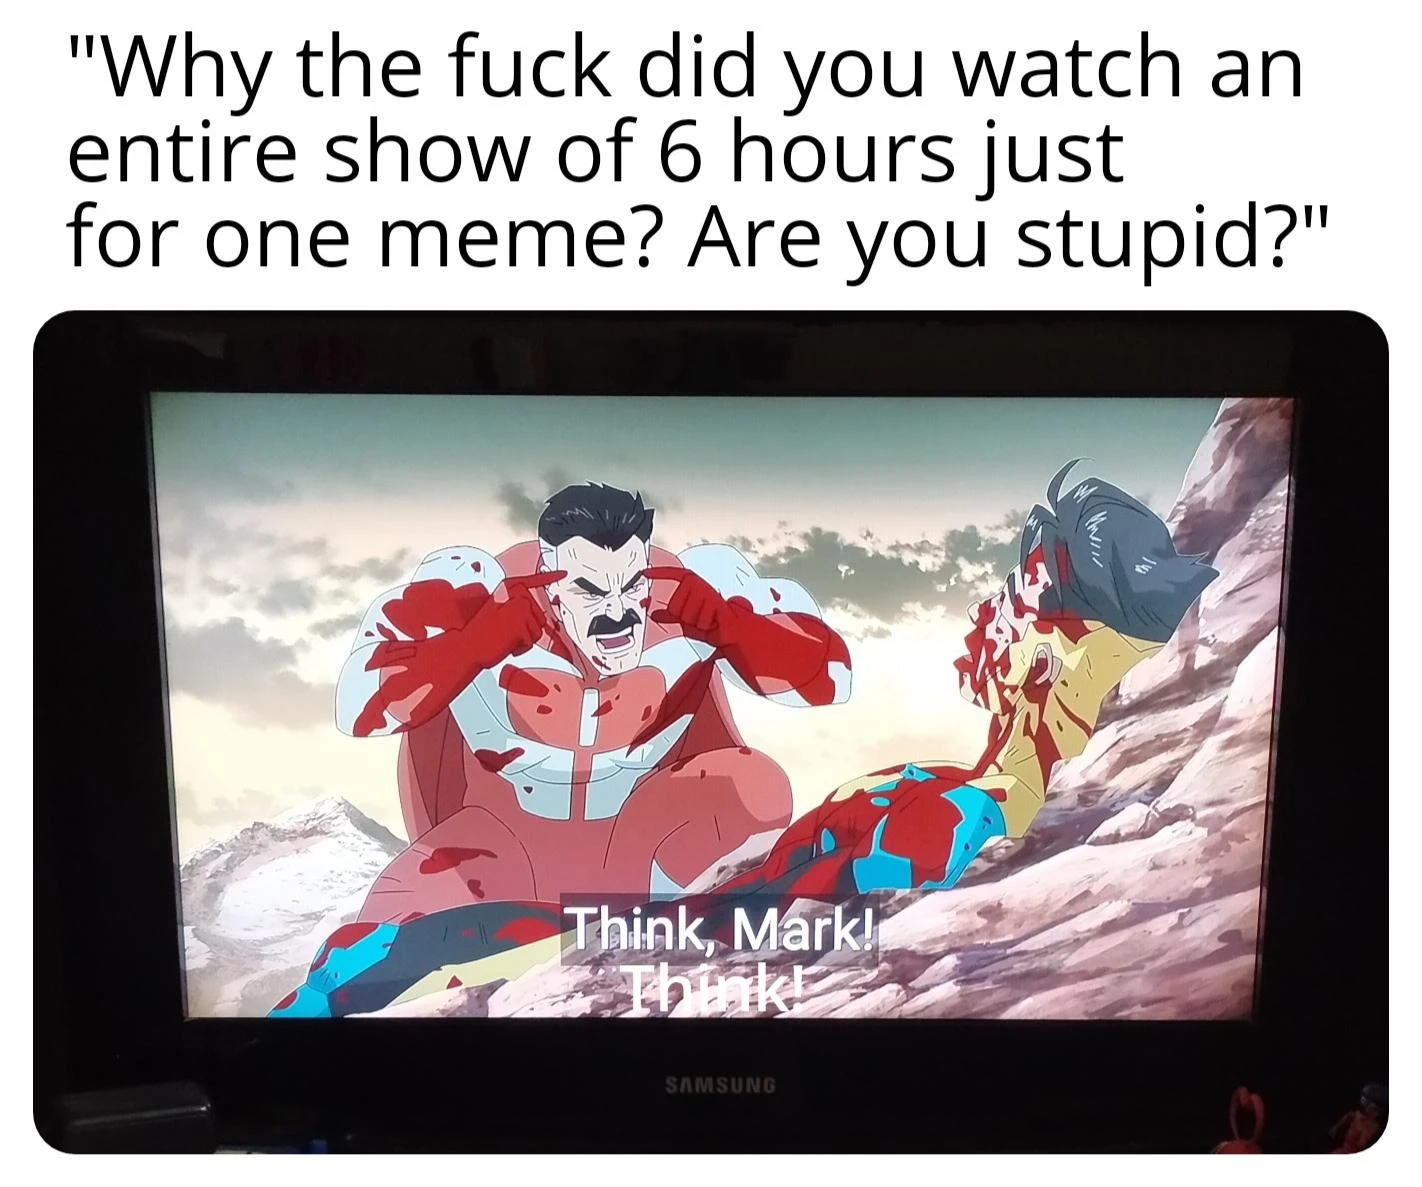 "Why the fuck did you watch an
entire show of 6 hours just
for one meme? Are you stupid?"
Think, Mark!
Think!
SAMSUNG